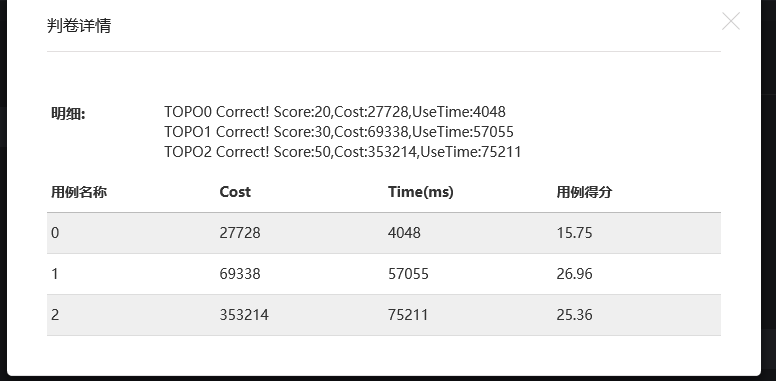 判卷详情
明细:
TOPO0 Correct! Score:20,Cost:27728,UseTime:4048
TOPO1 Correct! Score:30,Cost:69338,UseTime:57055
TOPO2 Correct! Score:50,Cost:353214,UseTime:75211
用例名称 Cost Time(ms) 用例得分
0 27728 4048 15.75
1 69338 57055 26.96
2 353214 75211 25.36